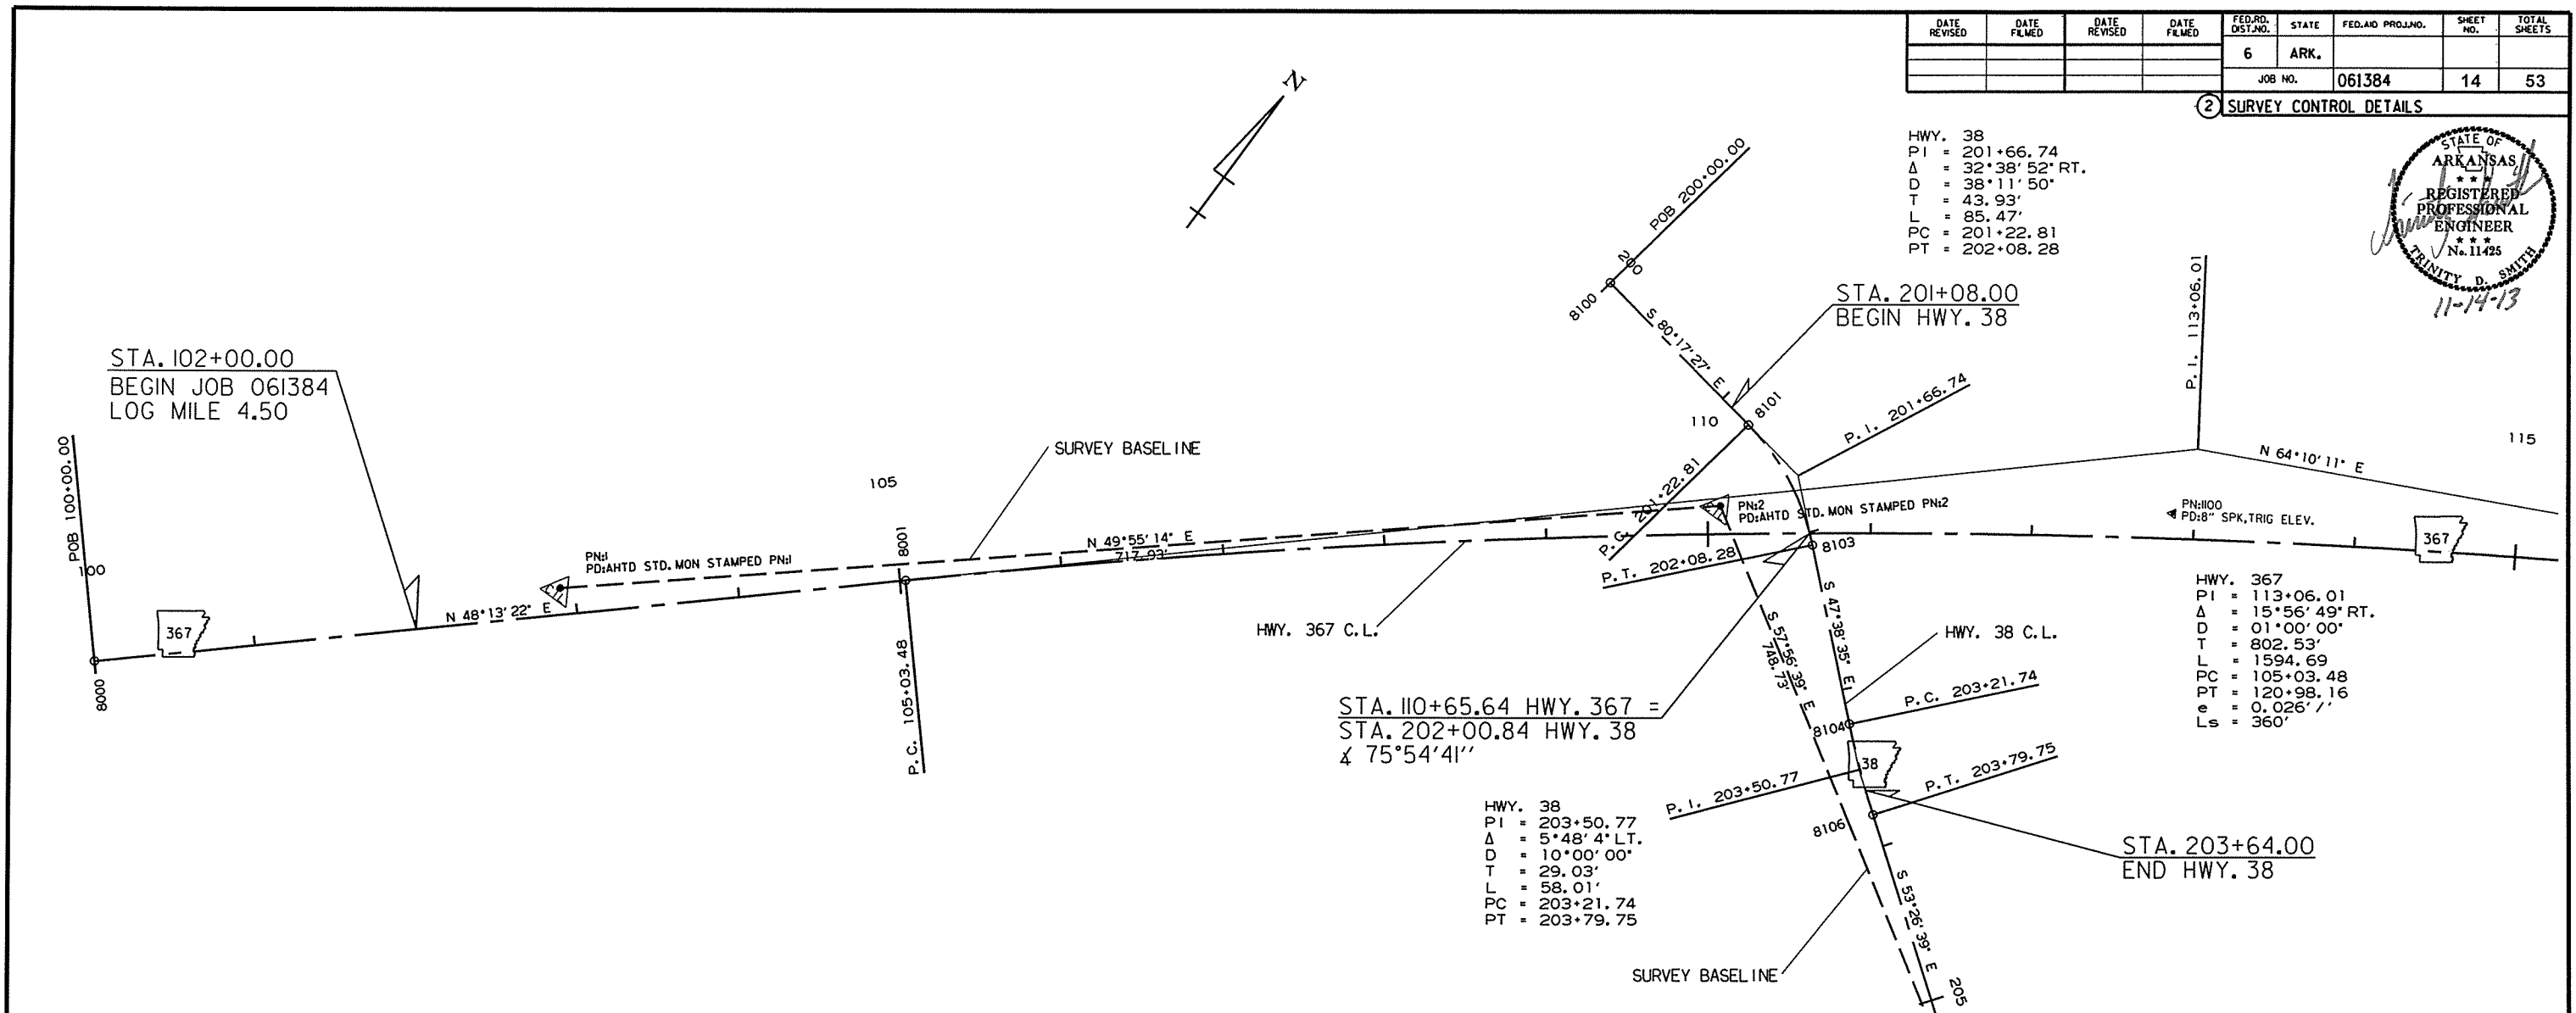 DATE REVISED
DATE FILMED
DATE REVISED
DATE FILMED
FED.RD. DIST.NO.
STATE
FED.AID PROJ.NO.
SHEET NO.
TOTAL SHEETS
6
ARK.
JOB NO.
061384
14
53
2 SURVEY CONTROL DETAILS
STATE OF
ARKANSAS
★ ★ ★
REGISTERED
PROFESSIONAL
ENGINEER
★ ★ ★
No. 11425
TRINITY D. SMITH
11-14-13
N
HWY. 38
PI = 201+66.74
Δ = 32°38'52" RT.
D = 38°11'50"
T = 43.93'
L = 85.47'
PC = 201+22.81
PT = 202+08.28
POB 200+00.00
200
8100
S 80°17'27" E
STA. 201+08.00
BEGIN HWY. 38
8101
110
P.I. 201+66.74
P.C. 201+22.81
P.I. 113+06.01
N 64°10'11" E
115
STA. 102+00.00
BEGIN JOB 061384
LOG MILE 4.50
POB 100+00.00
100
8000
367
N 48°13'22" E
PN:1
PD:AHTD STD. MON STAMPED PN:1
105
8001
P.C. 105+03.48
SURVEY BASELINE
N 49°55'14" E
717.93'
HWY. 367 C.L.
PN:2
PD:AHTD STD. MON STAMPED PN:2
P.T. 202+08.28
8103
PN:1100
PD:8" SPK,TRIG ELEV.
367
S 47°38'35" E
S 57°56'39" E
748.73'
HWY. 38 C.L.
STA. 110+65.64 HWY. 367 =
STA. 202+00.84 HWY. 38
∡ 75°54'41''
P.C. 203+21.74
8104
38
P.I. 203+50.77
P.T. 203+79.75
8106
HWY. 367
PI = 113+06.01
Δ = 15°56'49" RT.
D = 01°00'00"
T = 802.53'
L = 1594.69
PC = 105+03.48
PT = 120+98.16
e = 0.026'/'
Ls = 360'
HWY. 38
PI = 203+50.77
Δ = 5°48'4" LT.
D = 10°00'00"
T = 29.03'
L = 58.01'
PC = 203+21.74
PT = 203+79.75
STA. 203+64.00
END HWY. 38
S 53°26'39" E
SURVEY BASELINE
205